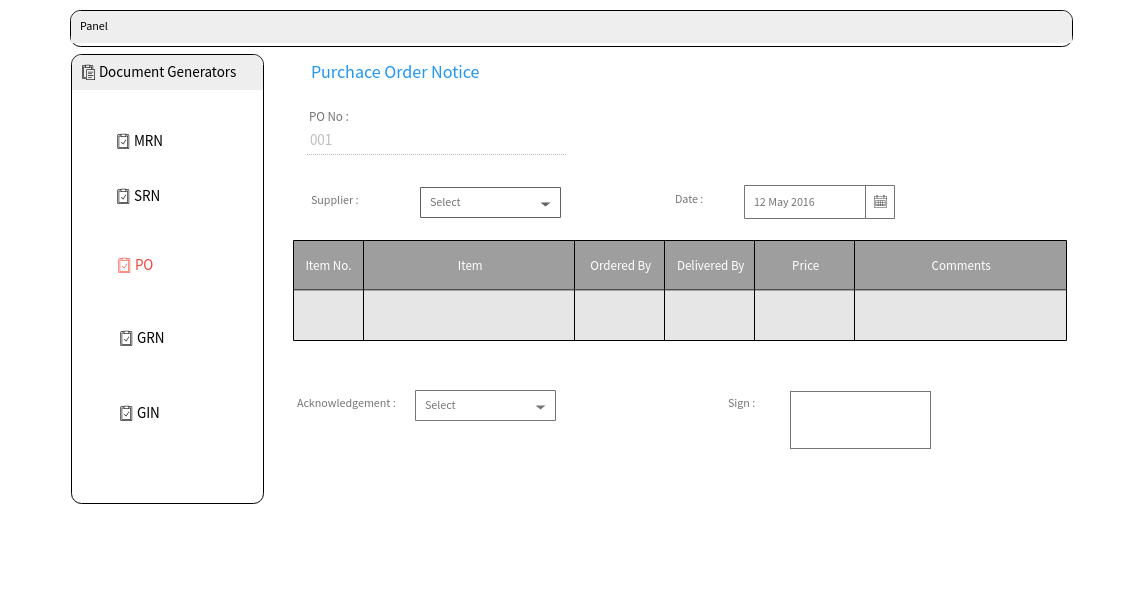 Panel
Document Generators
MRN
SRN
PO
GRN
GIN
Purchace Order Notice
PO No :
001
Supplier : Select Date : 12 May 2016
Item No. Item Ordered By Delivered By Price Comments
Acknowledgement : Select Sign :